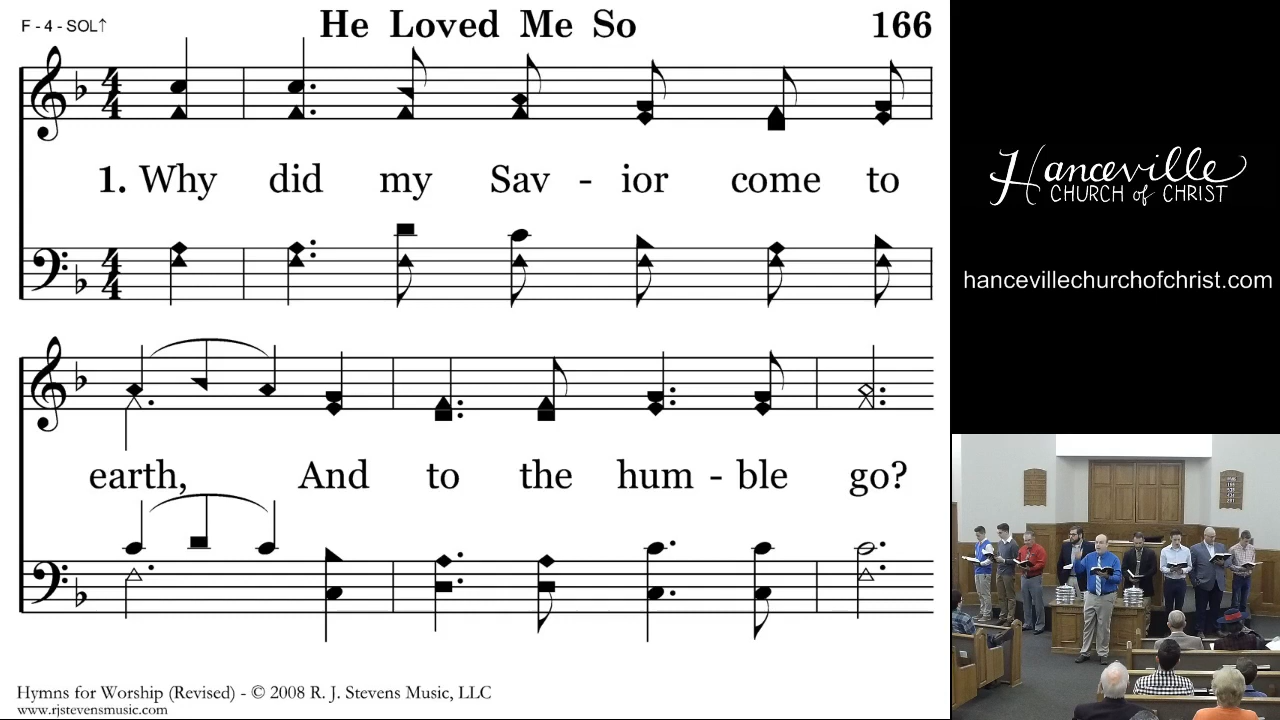 F - 4 - SOL↑
He Loved Me So
166
1. Why did my Sav - ior come to
earth, And to the hum - ble go?
Hymns for Worship (Revised) - © 2008 R. J. Stevens Music, LLC
www.rjstevensmusic.com
Hanceville
CHURCH of CHRIST
hancevillechurchofchrist.com